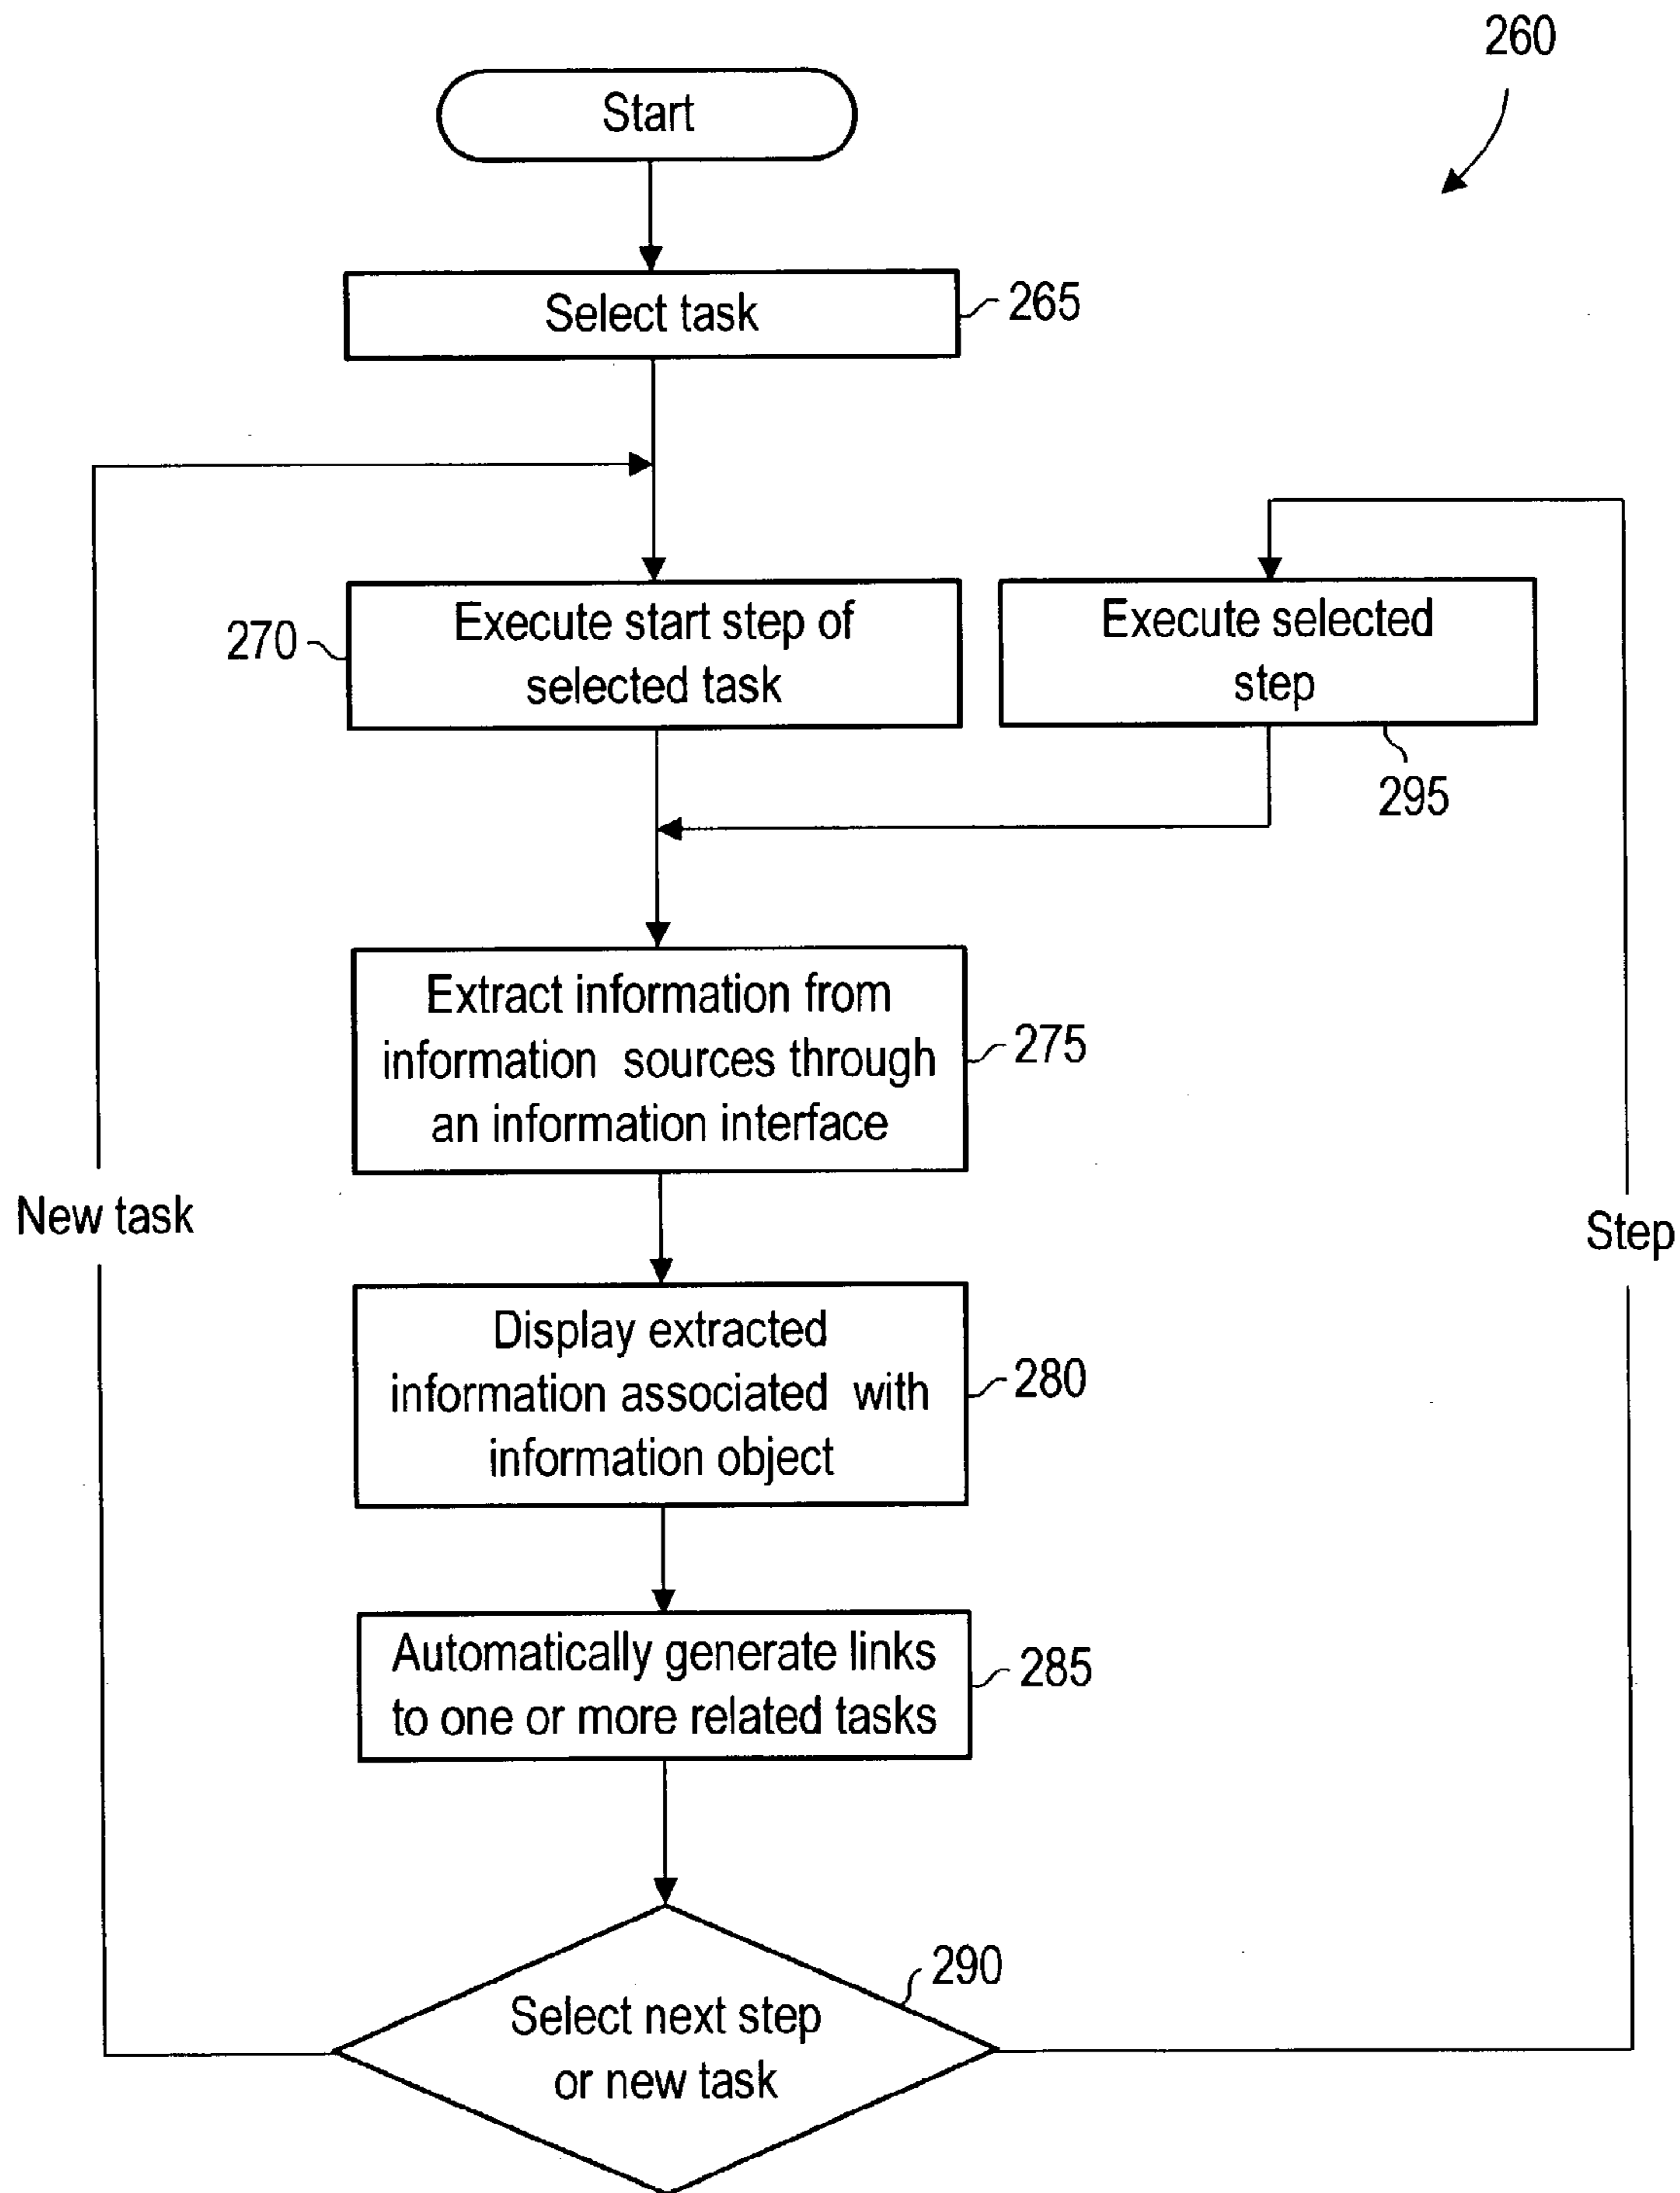 260
Start
Select task
265
270
Execute start step of
selected task
Execute selected
step
295
Extract information from
information sources through
an information interface
275
New task
Step
Display extracted
information associated with
information object
280
Automatically generate links
to one or more related tasks
285
290
Select next step
or new task